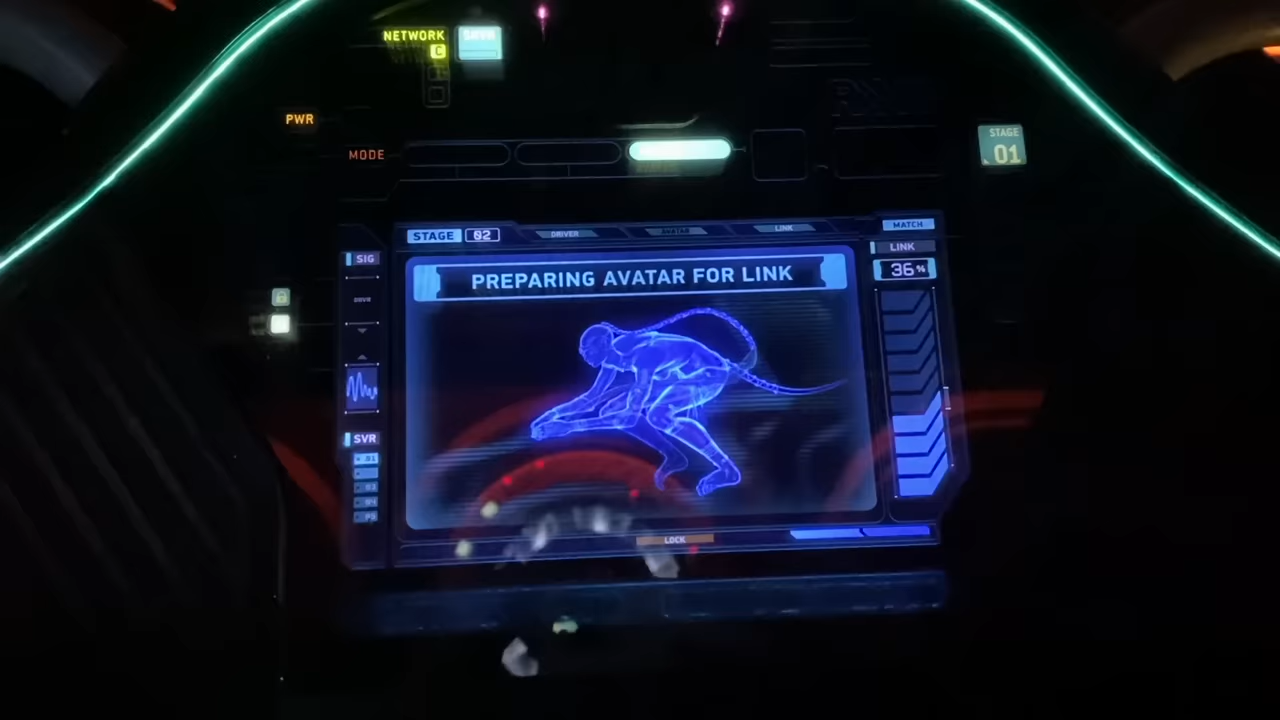 NETWORK
C
PWR
MODE
STAGE
01
STAGE 02
DRIVER
AVATAR
LINK
MATCH
SIG
LINK
36%
PREPARING AVATAR FOR LINK
SVR
LOCK